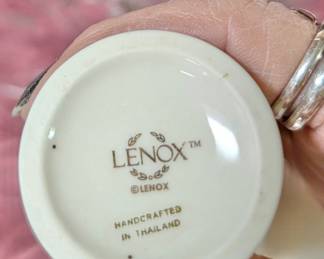 LENOX™
©LENOX
HANDCRAFTED
IN THAILAND